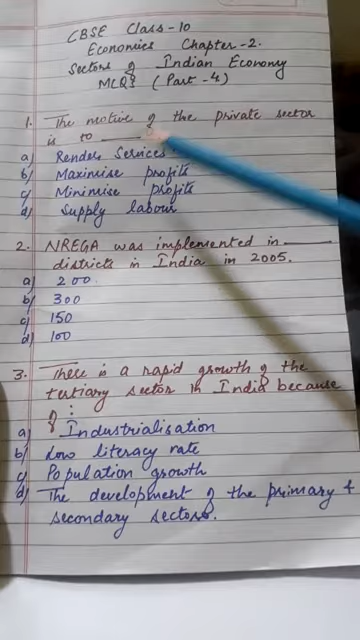 CBSE Class-10
Economics Chapter-2.
Sectors of Indian Economy
MCQs (Part-4)
1. The motive of the private sector
is to ______
a) Render Services
b) Maximise profits
c) Minimise profits
d) Supply labour
2. NREGA was implemented in ______
districts in India in 2005.
a) 200.
b) 300
c) 150
d) 100
3. There is a rapid growth of the
tertiary sector in India because
of :
a) Industrialisation
b) Low literacy rate
c) Population growth
d) The development of the primary +
secondary sectors.